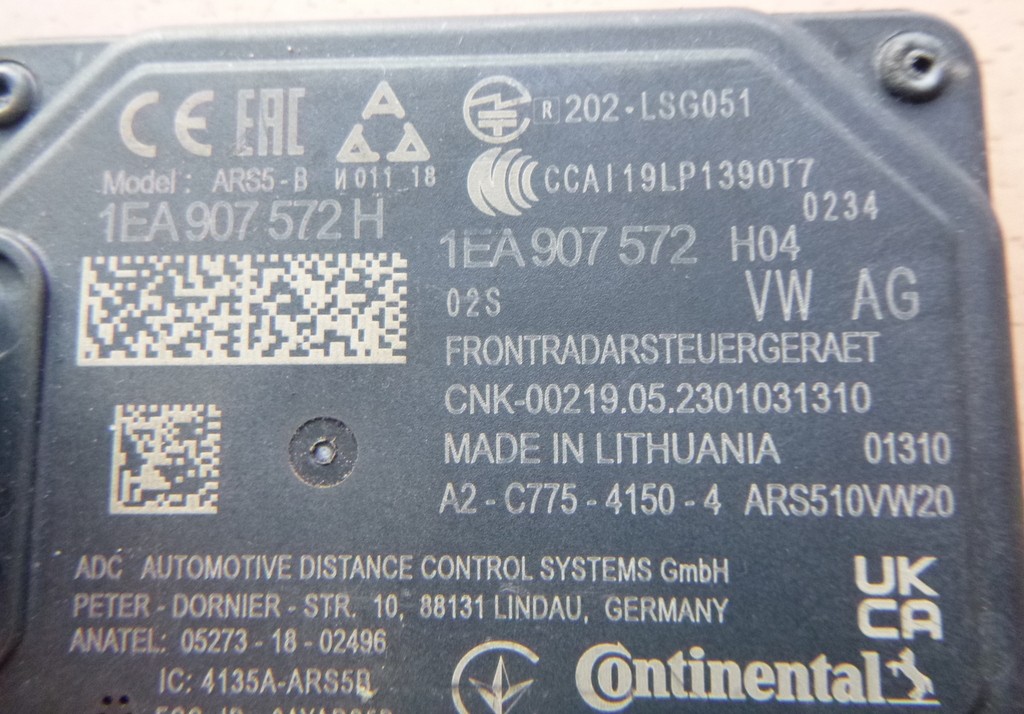 CE EAC R 202-LSG051
Model: ARS5-B И011 18 CCAI19LP1390T7
1EA 907 572 H 0234
1EA 907 572 H04
02S VW AG
FRONTRADARSTEUERGERAET
CNK-00219.05.2301031310
MADE IN LITHUANIA 01310
A2-C775-4150-4 ARS510VW20
ADC AUTOMOTIVE DISTANCE CONTROL SYSTEMS GmbH
PETER-DORNIER-STR. 10, 88131 LINDAU, GERMANY
UK
CA
ANATEL: 05273-18-02496
IC: 4135A-ARS5B
Continental